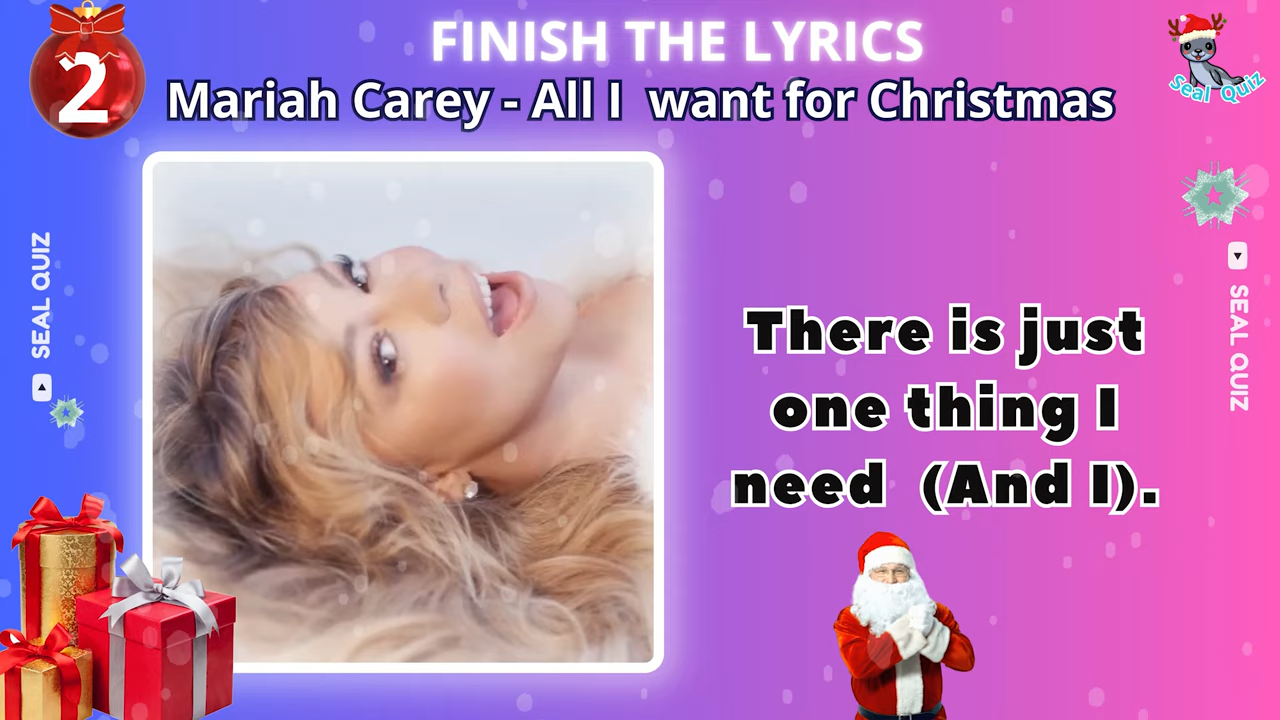 2
FINISH THE LYRICS
Mariah Carey - All I want for Christmas
Seal Quiz
SEAL QUIZ
SEAL QUIZ
There is just
one thing I
need (And I).